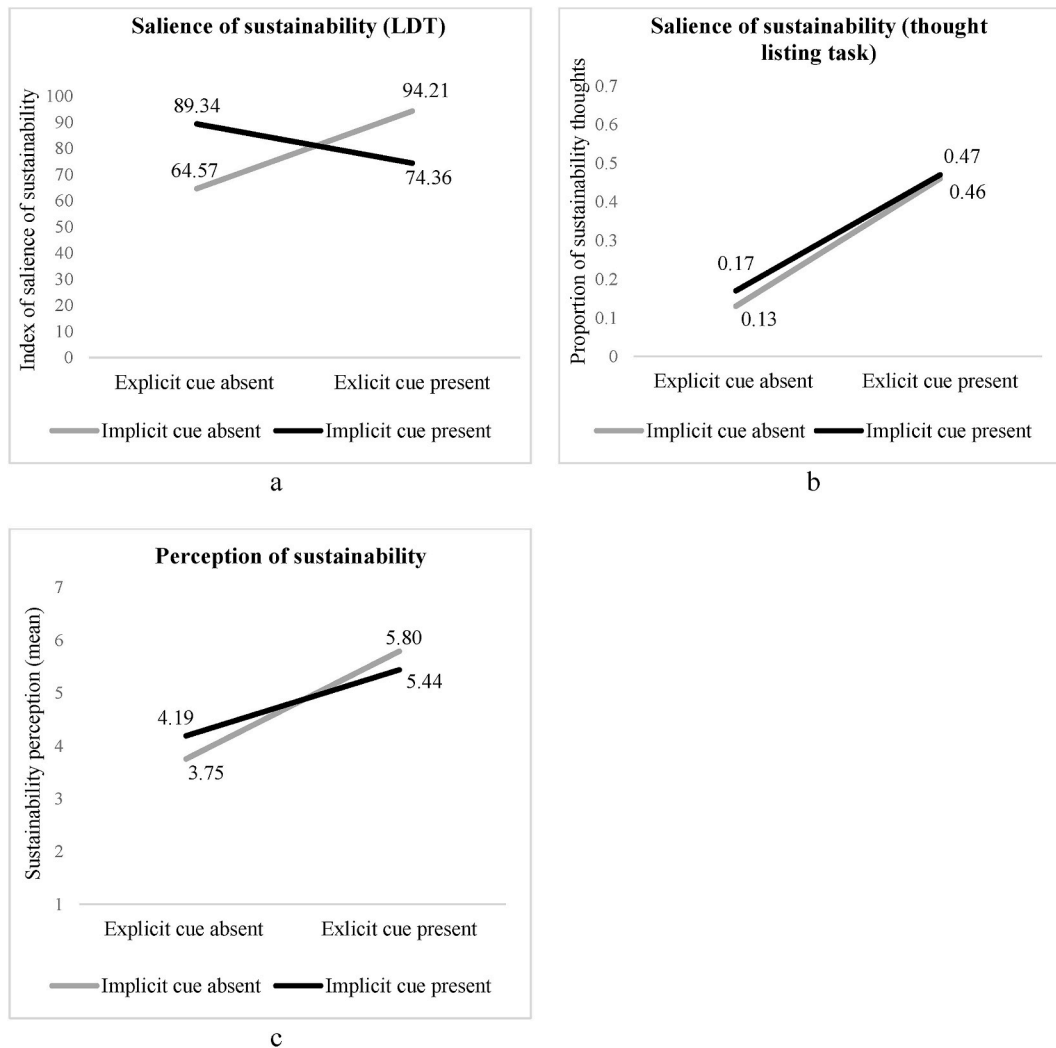 Salience of sustainability (LDT)
Index of salience of sustainability
100
90
80
70
60
50
40
30
20
10
0
89.34
94.21
64.57
74.36
Explicit cue absent
Exlicit cue present
Implicit cue absent
Implicit cue present
a
Salience of sustainability (thought
listing task)
Proportion of sustainability thoughts
0.7
0.6
0.5
0.4
0.3
0.2
0.1
0
0.47
0.46
0.17
0.13
Explicit cue absent
Exlicit cue present
Implicit cue absent
Implicit cue present
b
Perception of sustainability
Sustainability perception (mean)
7
6
5
4
3
2
1
5.80
5.44
4.19
3.75
Explicit cue absent
Exlicit cue present
Implicit cue absent
Implicit cue present
c